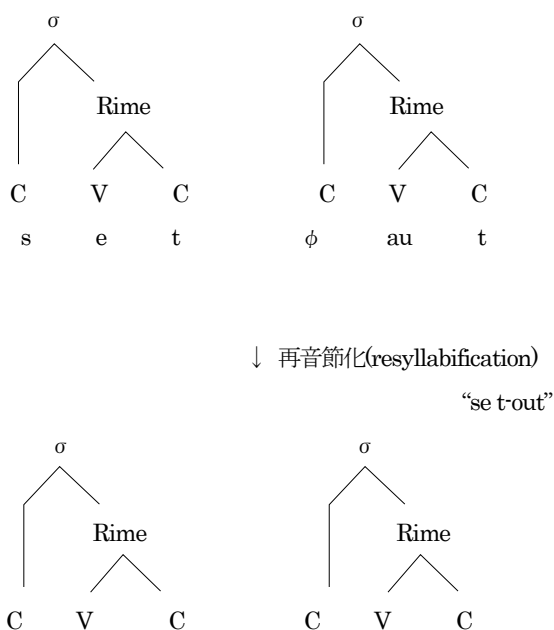 σ σ
Rime Rime
C V C C V C
s e t φ au t
↓ 再音節化(resyllabification)
“se t-out”
σ σ
Rime Rime
C V C C V C